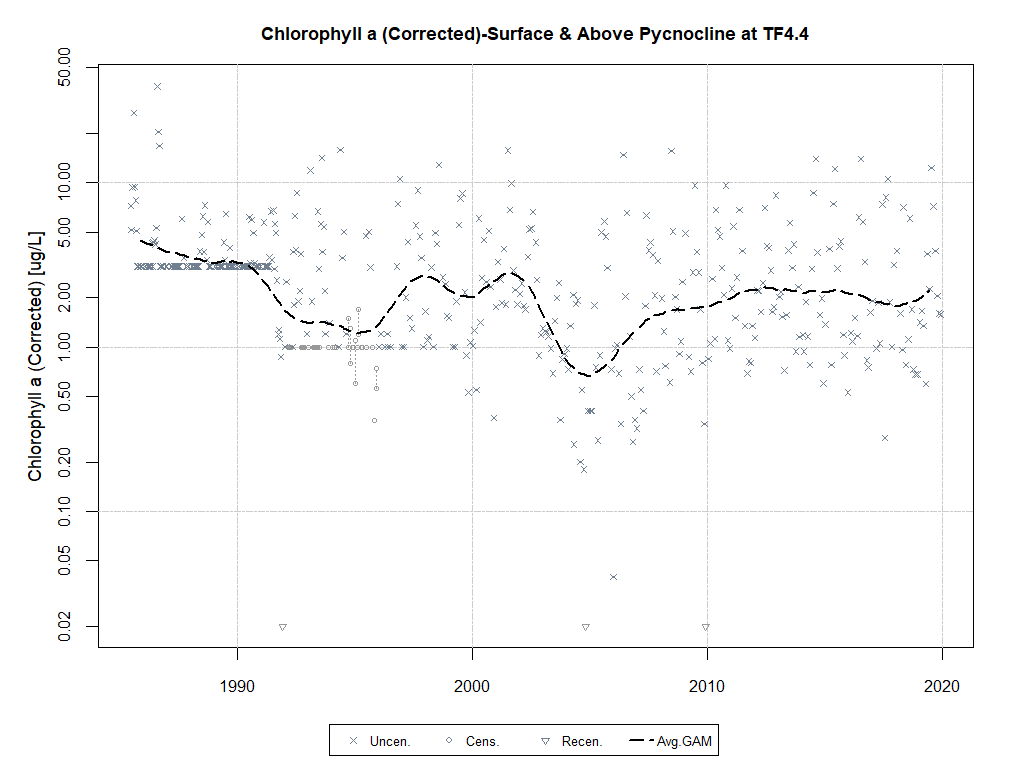 Chlorophyll a (Corrected)-Surface & Above Pycnocline at TF4.4
Chlorophyll a (Corrected) [ug/L]
50.00
10.00
5.00
2.00
1.00
0.50
0.20
0.10
0.05
0.02
1990 2000 2010 2020
Uncen. Cens. Recen. Avg.GAM